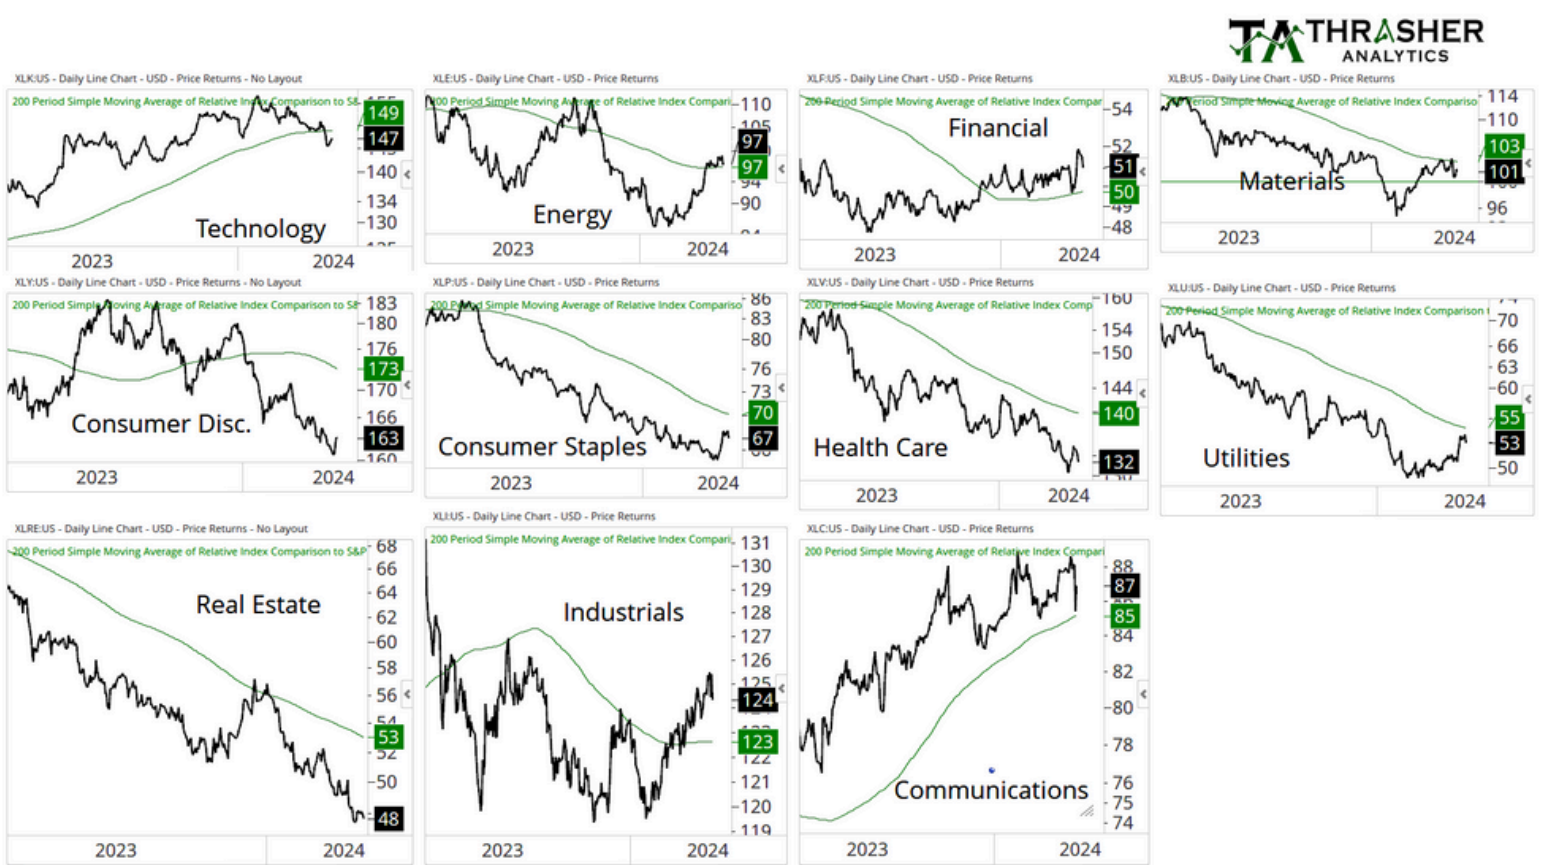 TA THRASHER
ANALYTICS
XLK:US - Daily Line Chart - USD - Price Returns - No Layout
200 Period Simple Moving Average of Relative Index Comparison to S&
155
149
147
140
134
130
125
Technology
2023 2024
XLE:US - Daily Line Chart - USD - Price Returns
200 Period Simple Moving Average of Relative Index Compari
110
105
97
97
94
90
84
Energy
2023 2024
XLF:US - Daily Line Chart - USD - Price Returns
200 Period Simple Moving Average of Relative Index Compar
54
Financial
52
51
50
49
48
2023 2024
XLB:US - Daily Line Chart - USD - Price Returns
200 Period Simple Moving Average of Relative Index Compariso
114
110
103
101
100
96
Materials
2023 2024
XLY:US - Daily Line Chart - USD - Price Returns - No Layout
200 Period Simple Moving Average of Relative Index Comparison to S&
183
180
176
173
170
166
163
160
Consumer Disc.
2023 2024
XLP:US - Daily Line Chart - USD - Price Returns
200 Period Simple Moving Average of Relative Index Compariso
86
83
80
76
73
70
67
Consumer Staples
2023 2024
XLV:US - Daily Line Chart - USD - Price Returns
200 Period Simple Moving Average of Relative Index Comp
160
154
150
144
140
132
130
Health Care
2023 2024
XLU:US - Daily Line Chart - USD - Price Returns
200 Period Simple Moving Average of Relative Index Comparison
74
70
66
63
60
55
53
50
Utilities
2023 2024
XLRE:US - Daily Line Chart - USD - Price Returns - No Layout
200 Period Simple Moving Average of Relative Index Comparison to S&P
68
66
64
Real Estate
62
60
58
56
54
53
52
50
48
2023 2024
XLI:US - Daily Line Chart - USD - Price Returns
200 Period Simple Moving Average of Relative Index Compari
131
130
129
128
Industrials
127
126
125
124
123
122
121
120
119
2023 2024
XLC:US - Daily Line Chart - USD - Price Returns
200 Period Simple Moving Average of Relative Index Compari
88
87
85
84
82
80
78
76
Communications
75
74
2023 2024